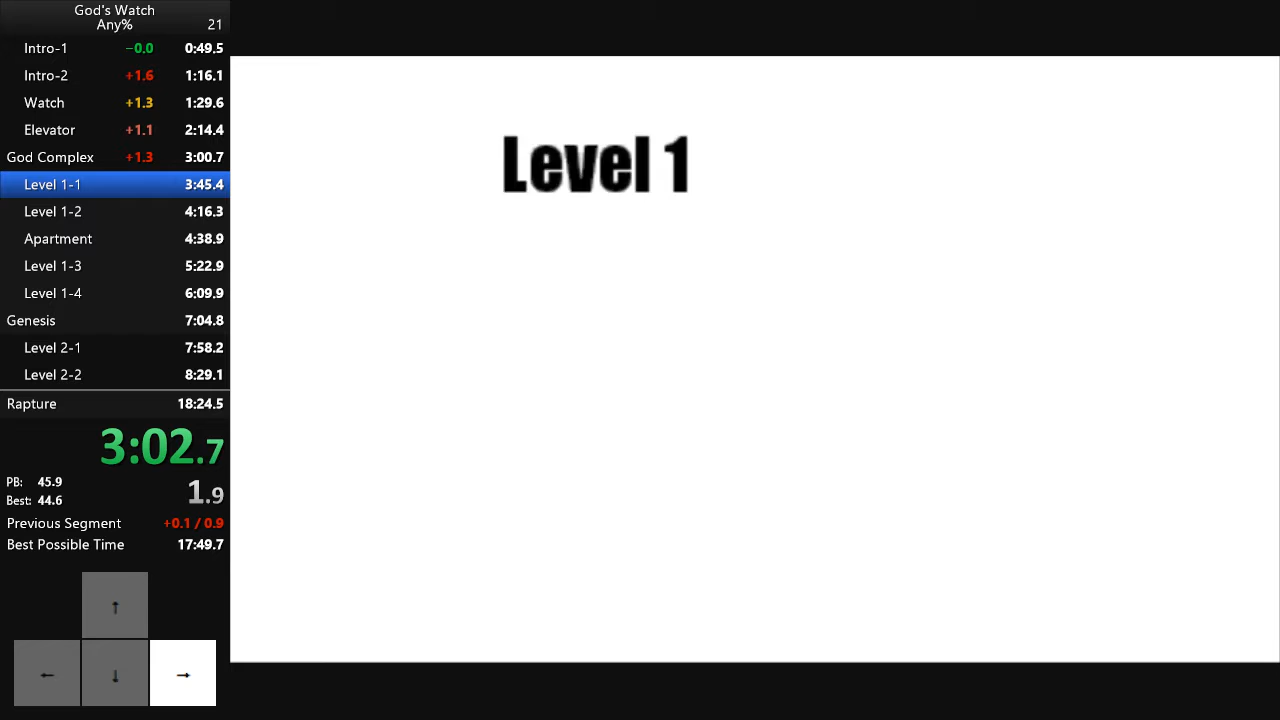 God's Watch
Any% 21
Intro-1 −0.0 0:49.5
Intro-2 +1.6 1:16.1
Watch +1.3 1:29.6
Elevator +1.1 2:14.4
God Complex +1.3 3:00.7
Level 1-1 3:45.4
Level 1-2 4:16.3
Apartment 4:38.9
Level 1-3 5:22.9
Level 1-4 6:09.9
Genesis 7:04.8
Level 2-1 7:58.2
Level 2-2 8:29.1
Rapture 18:24.5
3:02.7
PB: 45.9
Best: 44.6
1.9
Previous Segment +0.1 / 0.9
Best Possible Time 17:49.7
↑
← ↓ →
Level 1